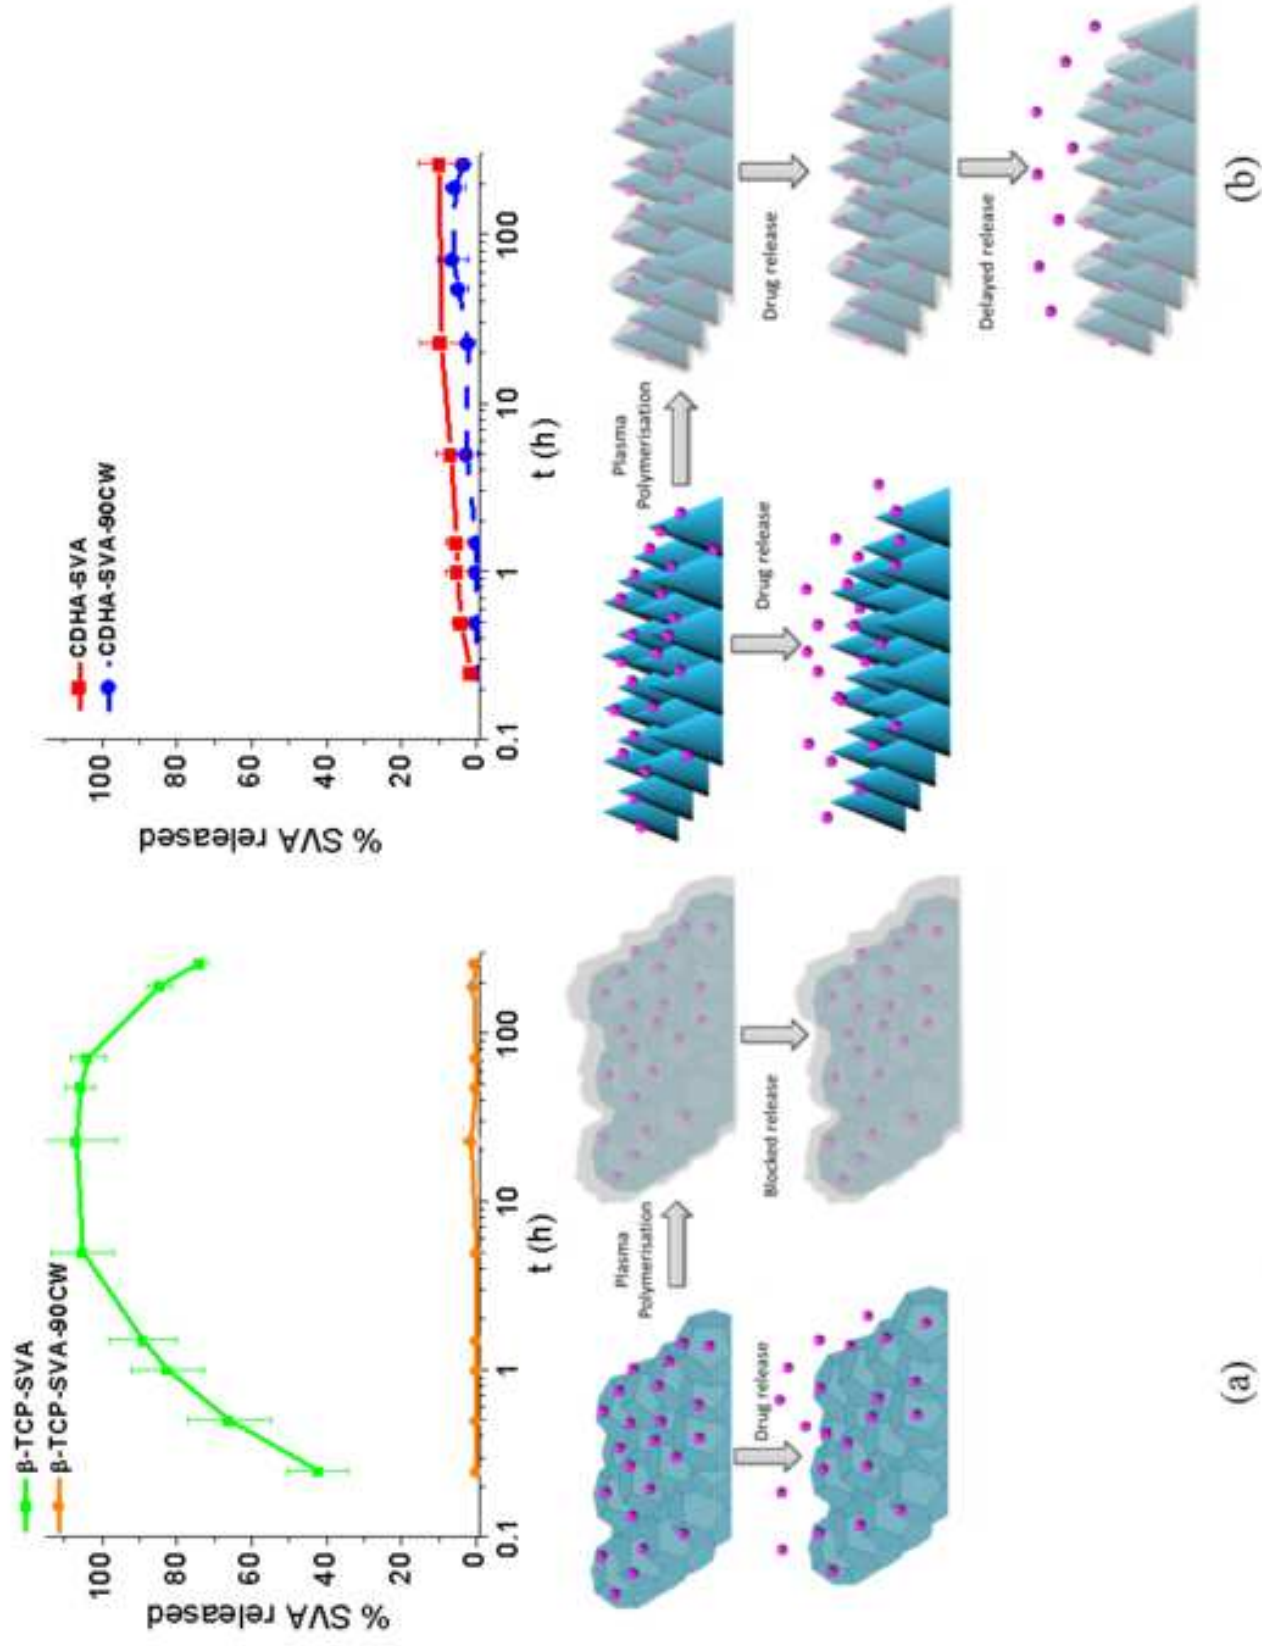 β-TCP-SVA
β-TCP-SVA-90CW
% SVA released
100
80
60
40
20
0
0.1
1
10
100
t (h)
Plasma
Polymerisation
Drug release
Blocked release
(a)
CDHA-SVA
CDHA-SVA-90CW
% SVA released
100
80
60
40
20
0
0.1
1
10
100
t (h)
Plasma
Polymerisation
Drug release
Drug release
Delayed release
(b)